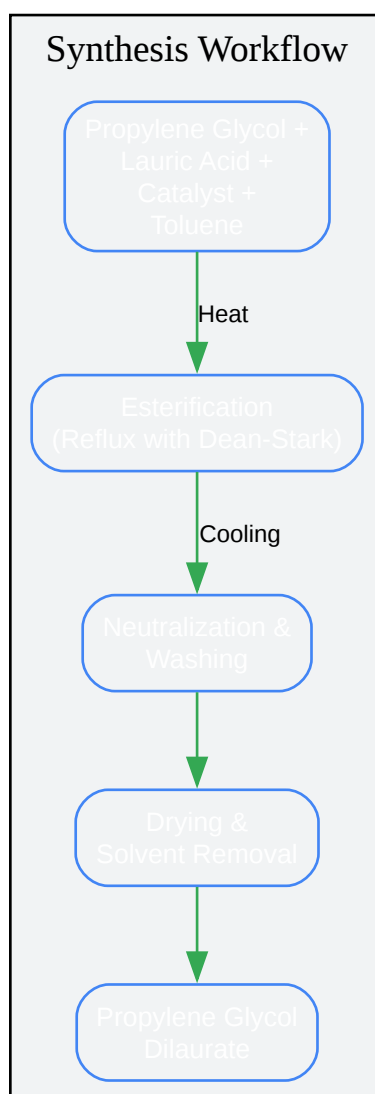 Synthesis Workflow
Propylene Glycol +
Lauric Acid +
Catalyst +
Toluene
Heat
Esterification
(Reflux with Dean-Stark)
Cooling
Neutralization &
Washing
Drying &
Solvent Removal
Propylene Glycol
Dilaurate